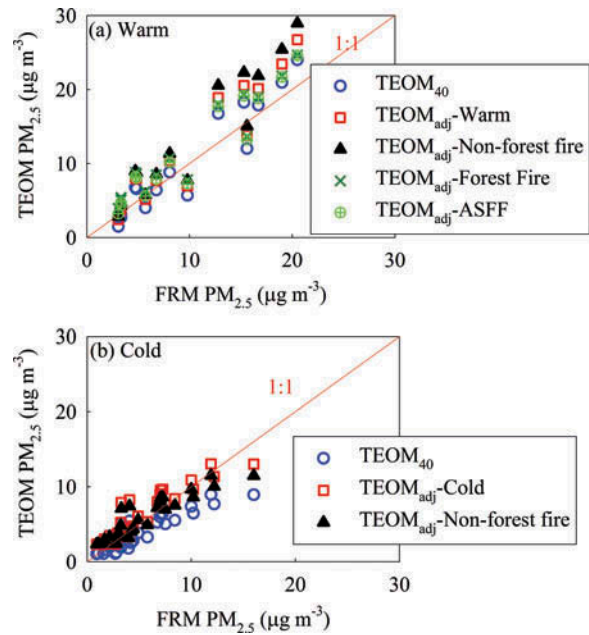 (a) Warm
1:1
30
20
10
0
TEOM PM2.5 (µg m-3)
TEOM40
TEOMadj-Warm
TEOMadj-Non-forest fire
TEOMadj-Forest Fire
TEOMadj-ASFF
0 10 20 30
FRM PM2.5 (µg m-3)
(b) Cold
1:1
30
20
10
0
TEOM PM2.5 (µg m-3)
TEOM40
TEOMadj-Cold
TEOMadj-Non-forest fire
0 10 20 30
FRM PM2.5 (µg m-3)